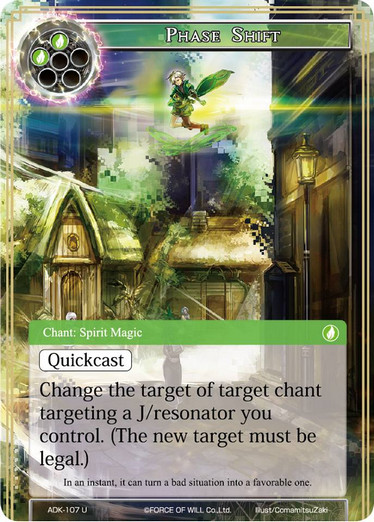 Phase Shift
Chant: Spirit Magic
Quickcast
Change the target of target chant
targeting a J/resonator you
control. (The new target must be
legal.)
In an instant, it can turn a bad situation into a favorable one.
ADK-107 U ©FORCE OF WILL Co.,Ltd. Illust/ComamitsuZaki